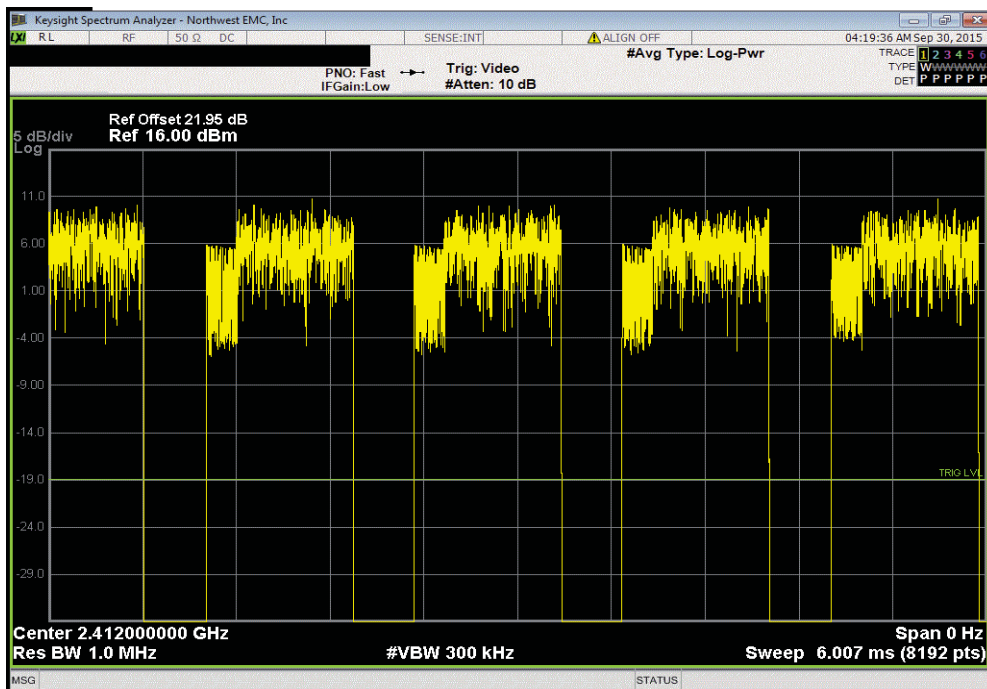 Keysight Spectrum Analyzer - Northwest EMC, Inc
LXI RL RF 50 Ω DC SENSE:INT ALIGN OFF 04:19:36 AM Sep 30, 2015
#Avg Type: Log-Pwr
TRACE 1 2 3 4 5 6
PNO: Fast Trig: Video
TYPE WWWWWW
IFGain:Low #Atten: 10 dB
DET P P P P P P
Ref Offset 21.95 dB
5 dB/div Ref 16.00 dBm
Log
11.0
6.00
1.00
-4.00
-9.00
-14.0
-19.0
TRIG LVL
-24.0
-29.0
Center 2.412000000 GHz Span 0 Hz
Res BW 1.0 MHz #VBW 300 kHz Sweep 6.007 ms (8192 pts)
MSG STATUS